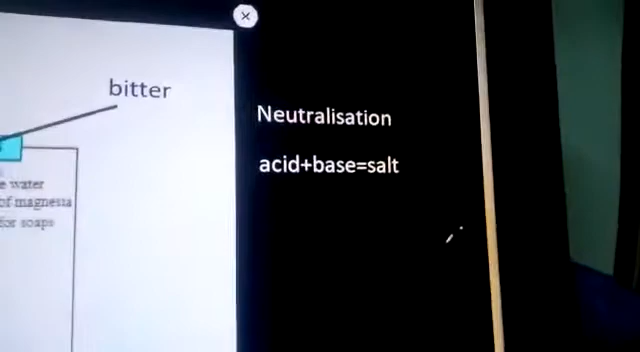 bitter
Neutralisation
acid+base=salt
water
of magnesia
for soaps